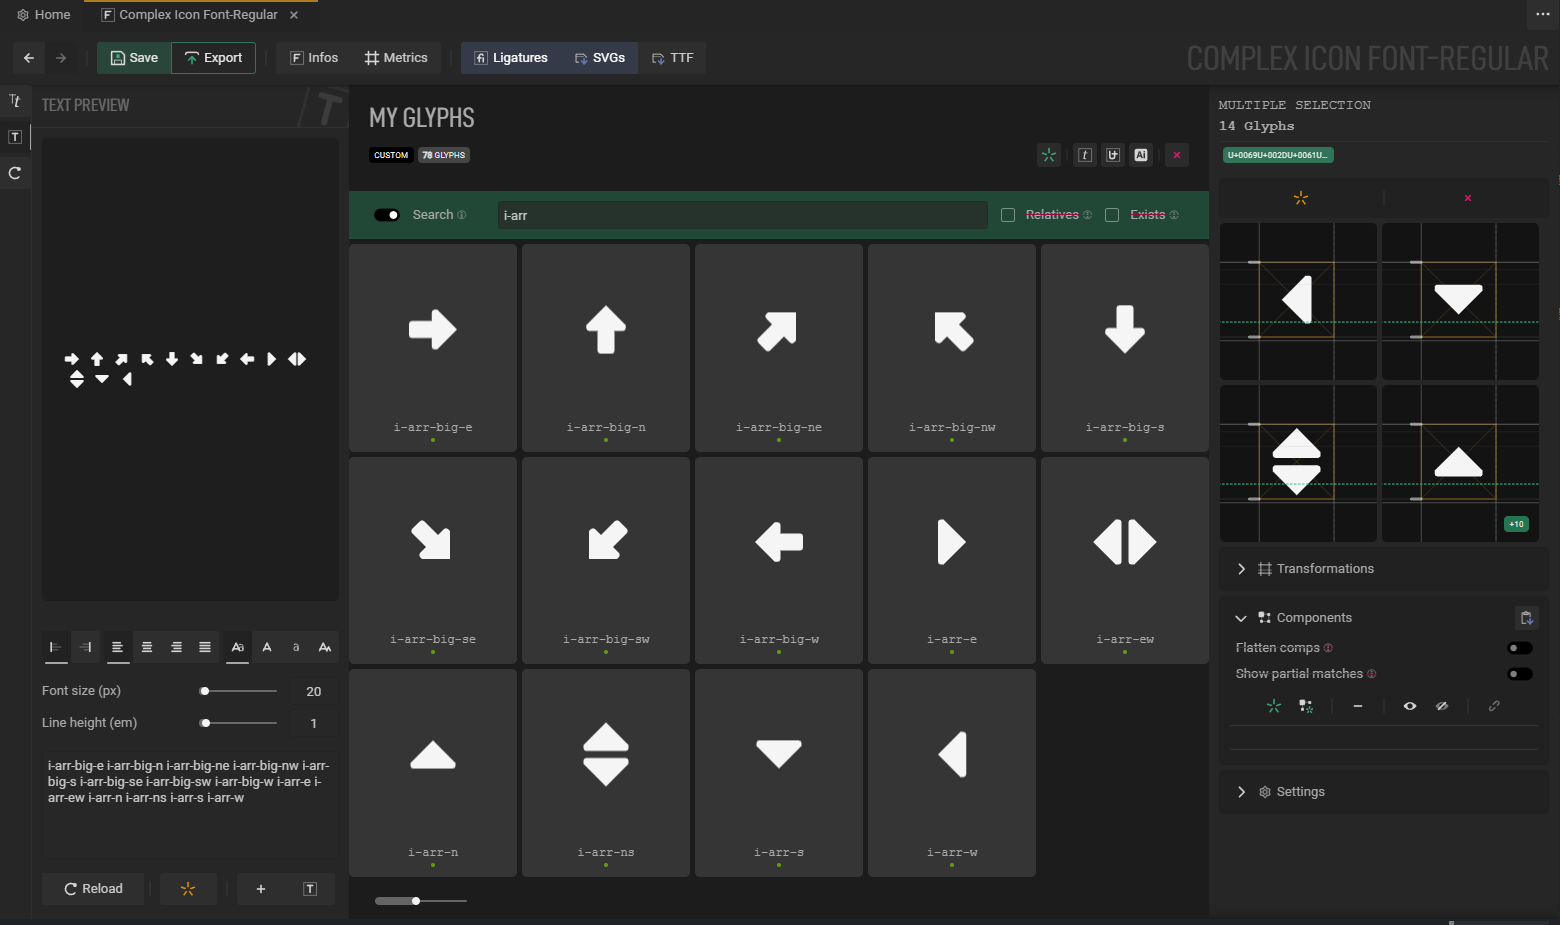 Home
Complex Icon Font-Regular
Save
Export
Infos
Metrics
Ligatures
SVGs
TTF
COMPLEX ICON FONT-REGULAR
TEXT PREVIEW
i-arr-big-e i-arr-big-n i-arr-big-ne i-arr-big-nw i-arr-
big-s i-arr-big-se i-arr-big-sw i-arr-big-w i-arr-e i-
arr-ew i-arr-n i-arr-ns i-arr-s i-arr-w
Font size (px)
20
Line height (em)
1
Reload
MY GLYPHS
CUSTOM
78 GLYPHS
Search
i-arr
Relatives
Exists
i-arr-big-e
i-arr-big-n
i-arr-big-ne
i-arr-big-nw
i-arr-big-s
i-arr-big-se
i-arr-big-sw
i-arr-big-w
i-arr-e
i-arr-ew
i-arr-n
i-arr-ns
i-arr-s
i-arr-w
MULTIPLE SELECTION
14 Glyphs
U+0069U+002DU+0061U...
+10
Transformations
Components
Flatten comps
Show partial matches
Settings